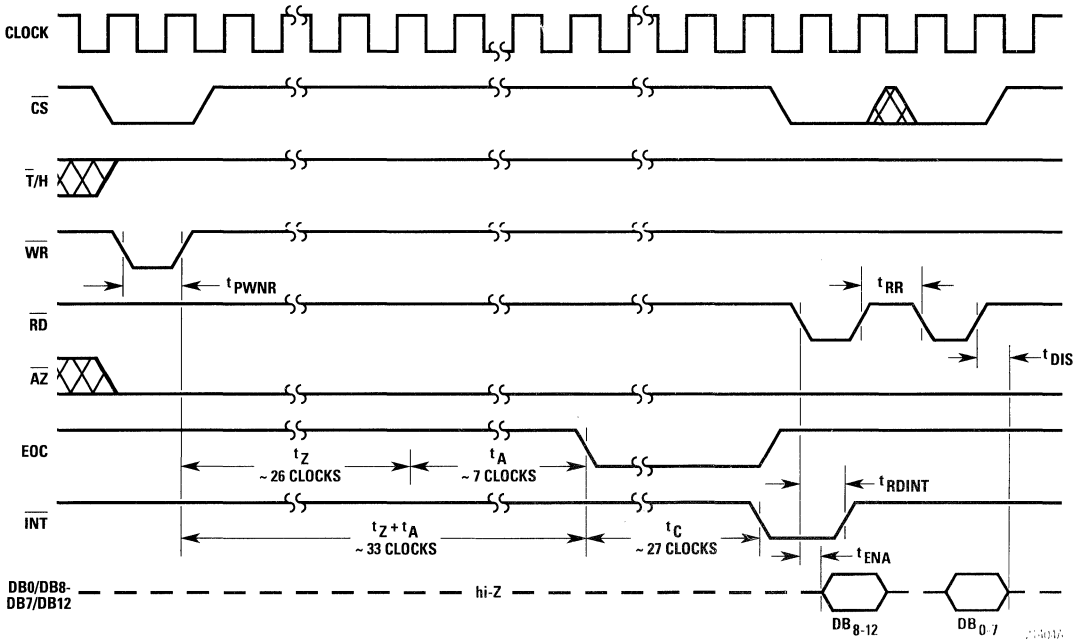 CLOCK
CS
T/H
WR
tPWNR
tRR
RD
tDIS
AZ
EOC
tZ
~ 26 CLOCKS
tA
~ 7 CLOCKS
tRDINT
INT
tZ + tA
~ 33 CLOCKS
tC
~ 27 CLOCKS
tENA
DB0/DB8-
DB7/DB12
hi-Z
DB8-12
DB0-7